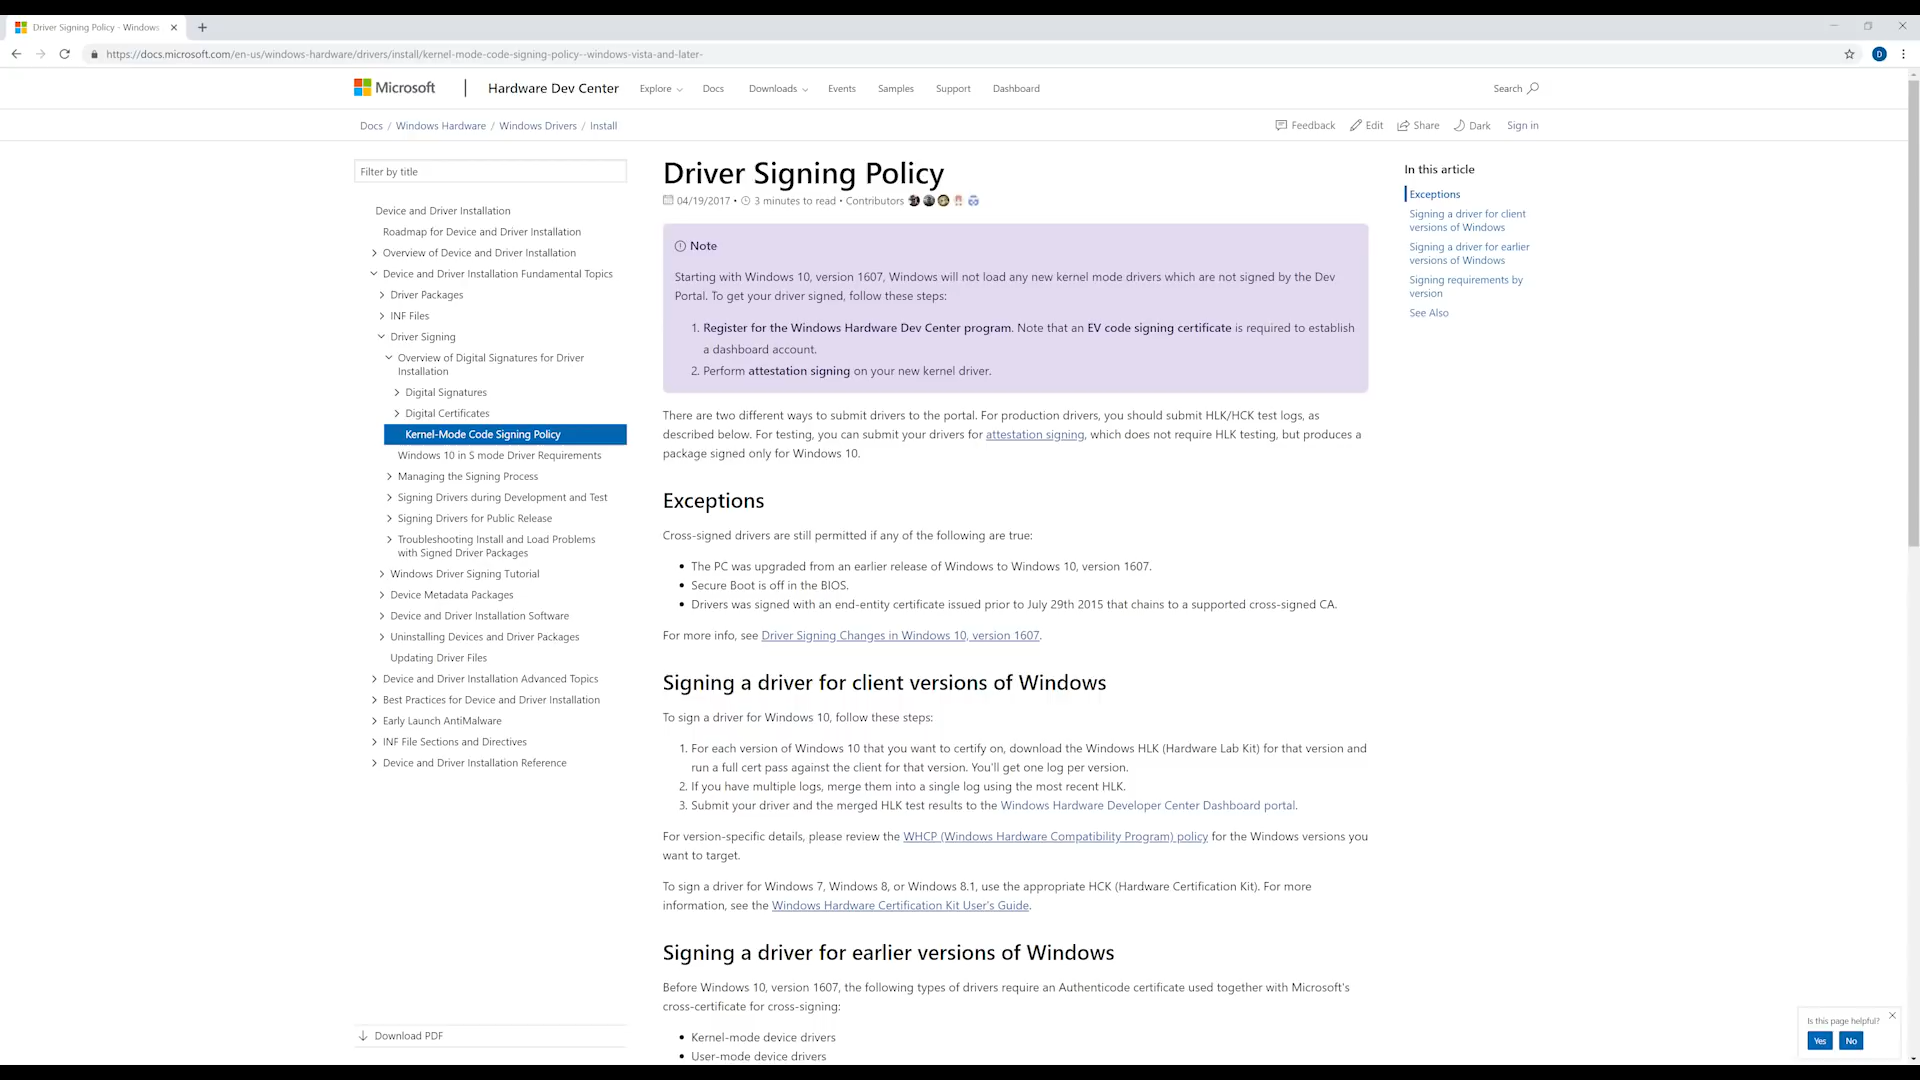 Driver Signing Policy - Windows
https://docs.microsoft.com/en-us/windows-hardware/drivers/install/kernel-mode-code-signing-policy--windows-vista-and-later-
D
Microsoft
Hardware Dev Center
Explore
Docs
Downloads
Events
Samples
Support
Dashboard
Search
Docs / Windows Hardware / Windows Drivers / Install
Feedback
Edit
Share
Dark
Sign in
Filter by title
Device and Driver Installation
Roadmap for Device and Driver Installation
Overview of Device and Driver Installation
Device and Driver Installation Fundamental Topics
Driver Packages
INF Files
Driver Signing
Overview of Digital Signatures for Driver
Installation
Digital Signatures
Digital Certificates
Kernel-Mode Code Signing Policy
Windows 10 in S mode Driver Requirements
Managing the Signing Process
Signing Drivers during Development and Test
Signing Drivers for Public Release
Troubleshooting Install and Load Problems
with Signed Driver Packages
Windows Driver Signing Tutorial
Device Metadata Packages
Device and Driver Installation Software
Uninstalling Devices and Driver Packages
Updating Driver Files
Device and Driver Installation Advanced Topics
Best Practices for Device and Driver Installation
Early Launch AntiMalware
INF File Sections and Directives
Device and Driver Installation Reference
Download PDF
Driver Signing Policy
04/19/2017 • 3 minutes to read • Contributors
Note
Starting with Windows 10, version 1607, Windows will not load any new kernel mode drivers which are not signed by the Dev
Portal. To get your driver signed, follow these steps:
1. Register for the Windows Hardware Dev Center program. Note that an EV code signing certificate is required to establish
a dashboard account.
2. Perform attestation signing on your new kernel driver.
There are two different ways to submit drivers to the portal. For production drivers, you should submit HLK/HCK test logs, as
described below. For testing, you can submit your drivers for attestation signing, which does not require HLK testing, but produces a
package signed only for Windows 10.
Exceptions
Cross-signed drivers are still permitted if any of the following are true:
• The PC was upgraded from an earlier release of Windows to Windows 10, version 1607.
• Secure Boot is off in the BIOS.
• Drivers was signed with an end-entity certificate issued prior to July 29th 2015 that chains to a supported cross-signed CA.
For more info, see Driver Signing Changes in Windows 10, version 1607.
Signing a driver for client versions of Windows
To sign a driver for Windows 10, follow these steps:
1. For each version of Windows 10 that you want to certify on, download the Windows HLK (Hardware Lab Kit) for that version and
run a full cert pass against the client for that version. You'll get one log per version.
2. If you have multiple logs, merge them into a single log using the most recent HLK.
3. Submit your driver and the merged HLK test results to the Windows Hardware Developer Center Dashboard portal.
For version-specific details, please review the WHCP (Windows Hardware Compatibility Program) policy for the Windows versions you
want to target.
To sign a driver for Windows 7, Windows 8, or Windows 8.1, use the appropriate HCK (Hardware Certification Kit). For more
information, see the Windows Hardware Certification Kit User's Guide.
Signing a driver for earlier versions of Windows
Before Windows 10, version 1607, the following types of drivers require an Authenticode certificate used together with Microsoft's
cross-certificate for cross-signing:
• Kernel-mode device drivers
• User-mode device drivers
In this article
Exceptions
Signing a driver for client
versions of Windows
Signing a driver for earlier
versions of Windows
Signing requirements by
version
See Also
Is this page helpful?
Yes
No